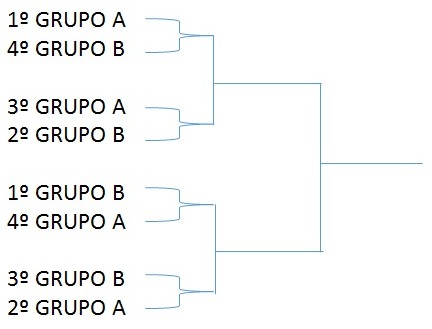 1º GRUPO A
4º GRUPO B
3º GRUPO A
2º GRUPO B
1º GRUPO B
4º GRUPO A
3º GRUPO B
2º GRUPO A